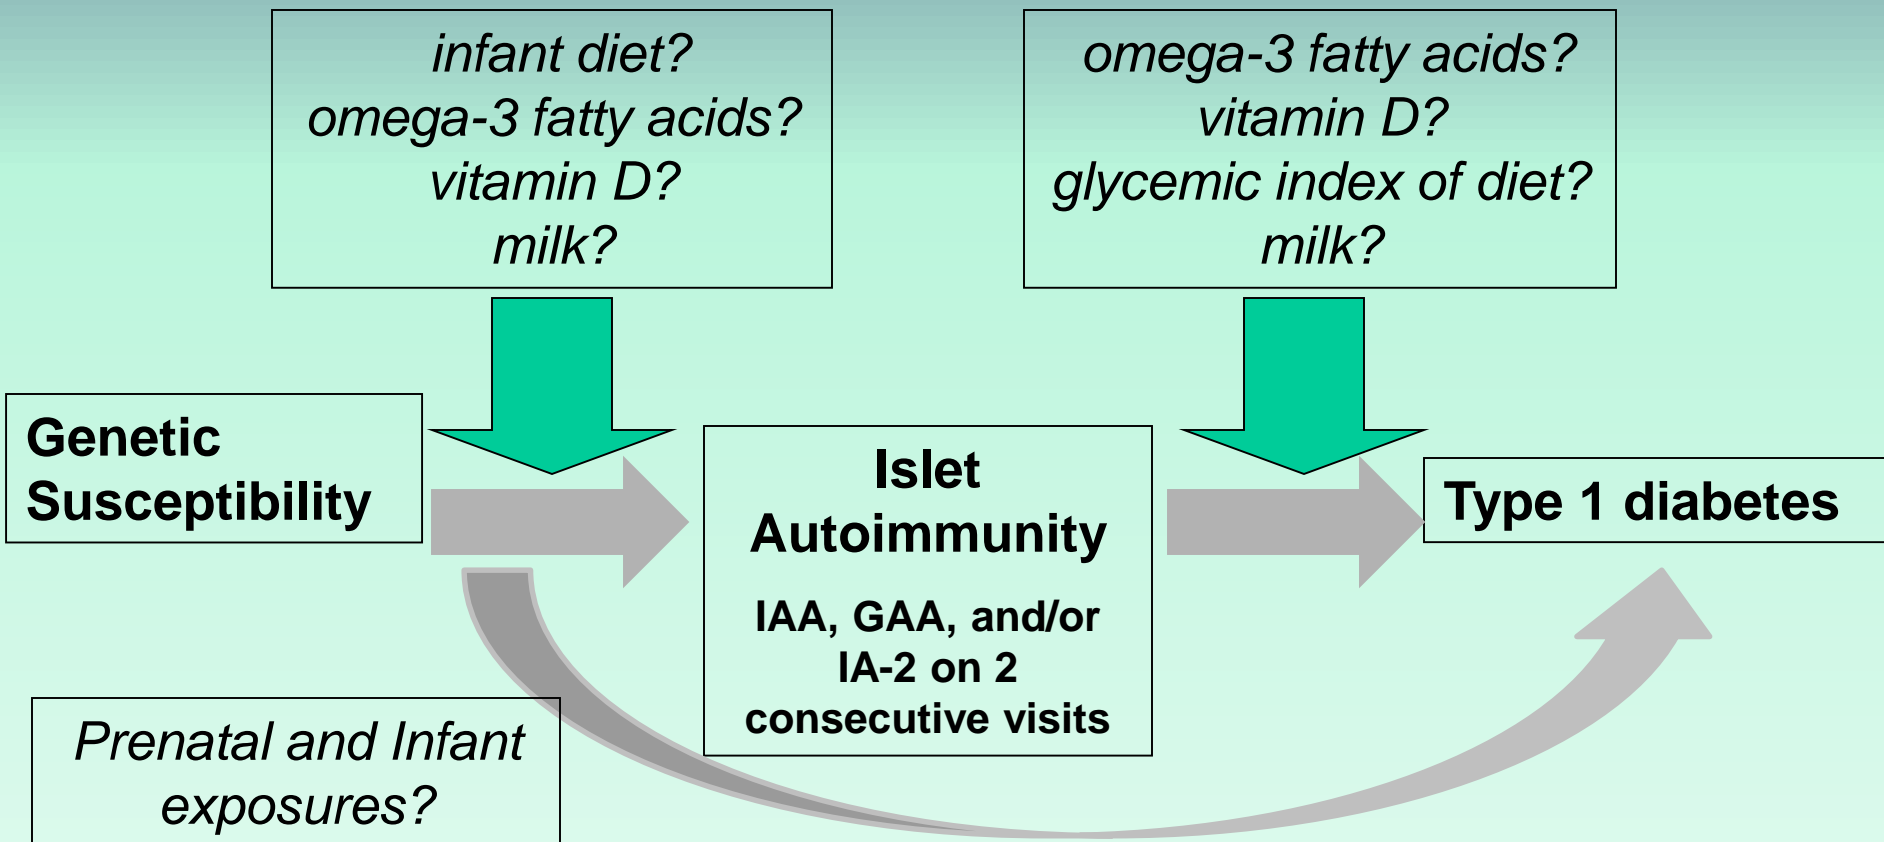 infant diet?
omega-3 fatty acids?
vitamin D?
milk?
omega-3 fatty acids?
vitamin D?
glycemic index of diet?
milk?
Genetic
Susceptibility
Islet
Autoimmunity
IAA, GAA, and/or
IA-2 on 2
consecutive visits
Type 1 diabetes
Prenatal and Infant
exposures?